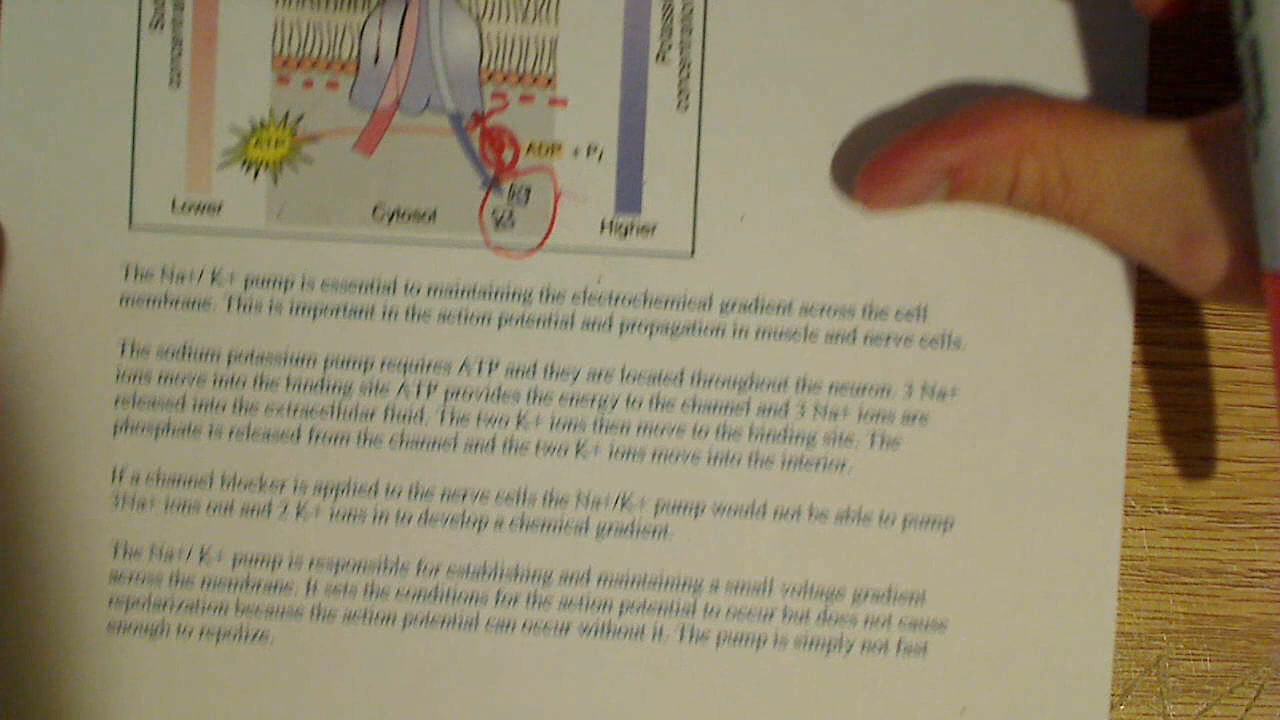 ATP
ADP + Pi
Lower
Cytosol
Higher
The Na+/ K+ pump is essential to maintaining the electrochemical gradient across the cell
membrane. This is important in the action potential and propagation in muscle and nerve cells.
The sodium potassium pump requires ATP and they are located throughout the neuron. 3 Na+
ions move into the binding site ATP provides the energy to the channel and 3 Na+ ions are
released into the extracellular fluid. The two K+ ions then move to the binding site. The
phosphate is released from the channel and the two K+ ions move into the interior.
If a channel blocker is applied to the nerve cells the Na+/K+ pump would not be able to pump
3Na+ ions out and 2 K+ ions in to develop a chemical gradient.
The Na+/ K+ pump is responsible for establishing and maintaining a small voltage gradient
across the membrane. It sets the conditions for the action potential to occur but does not cause
repolarization because the action potential can occur without it. The pump is simply not fast
enough to repolize.